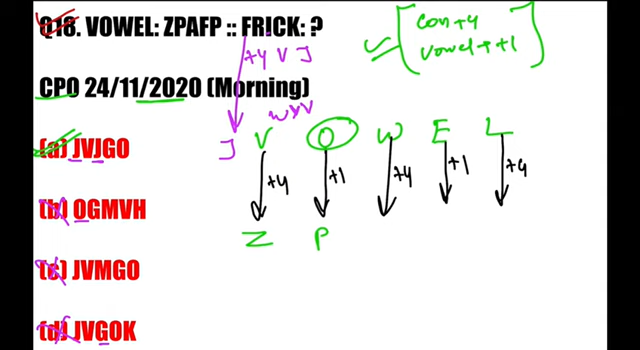 Q18. VOWEL: ZPAFP :: FRICK: ?
con+4
vowel→+1
+4 V J
CPO 24/11/2020 (Morning)
J V O W E L
(a) JVJGO
+4 +1 +4 +1 +4
(b) OGMVH
Z P
(c) JVMGO
(d) JVGOK